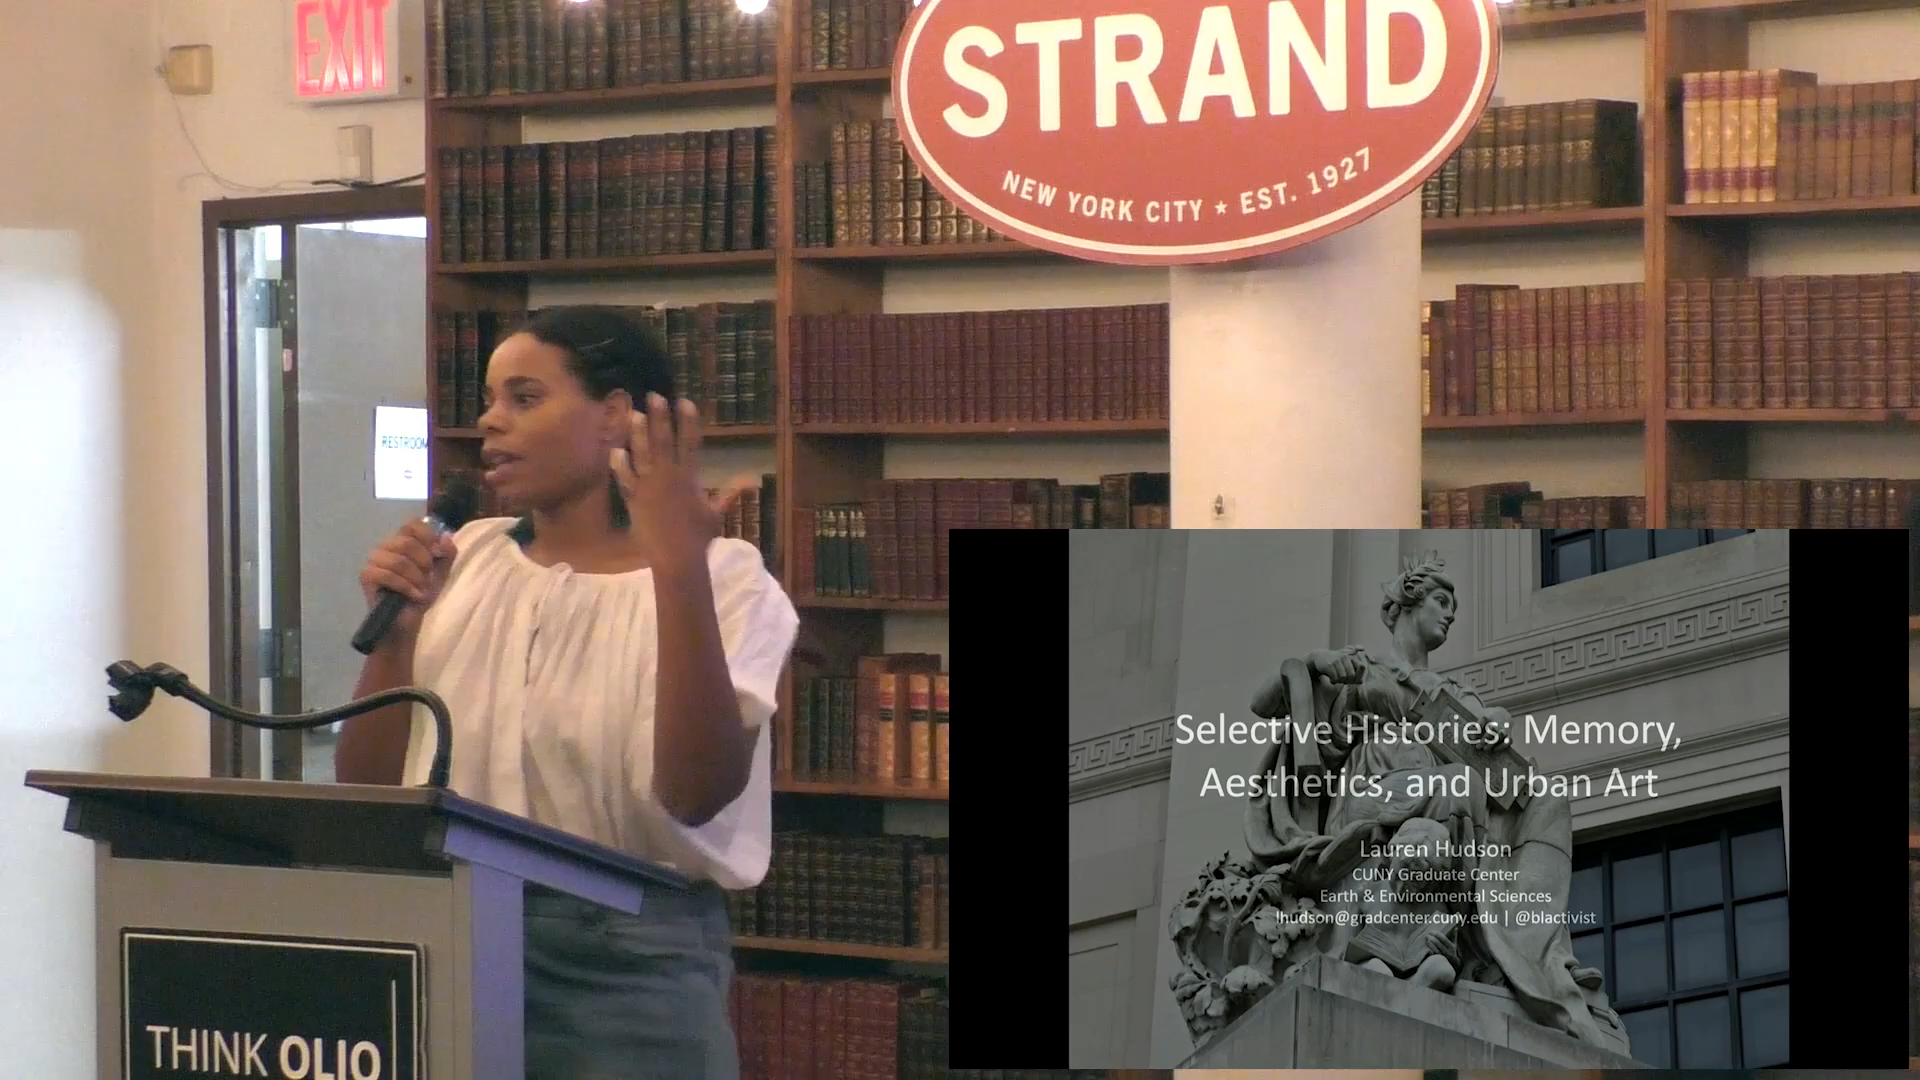 EXIT
STRAND
NEW YORK CITY ★ EST. 1927
RESTROOM
Selective Histories: Memory,
Aesthetics, and Urban Art
Lauren Hudson
CUNY Graduate Center
Earth & Environmental Sciences
lhudson@gradcenter.cuny.edu | @blactivist
THINK OLIO